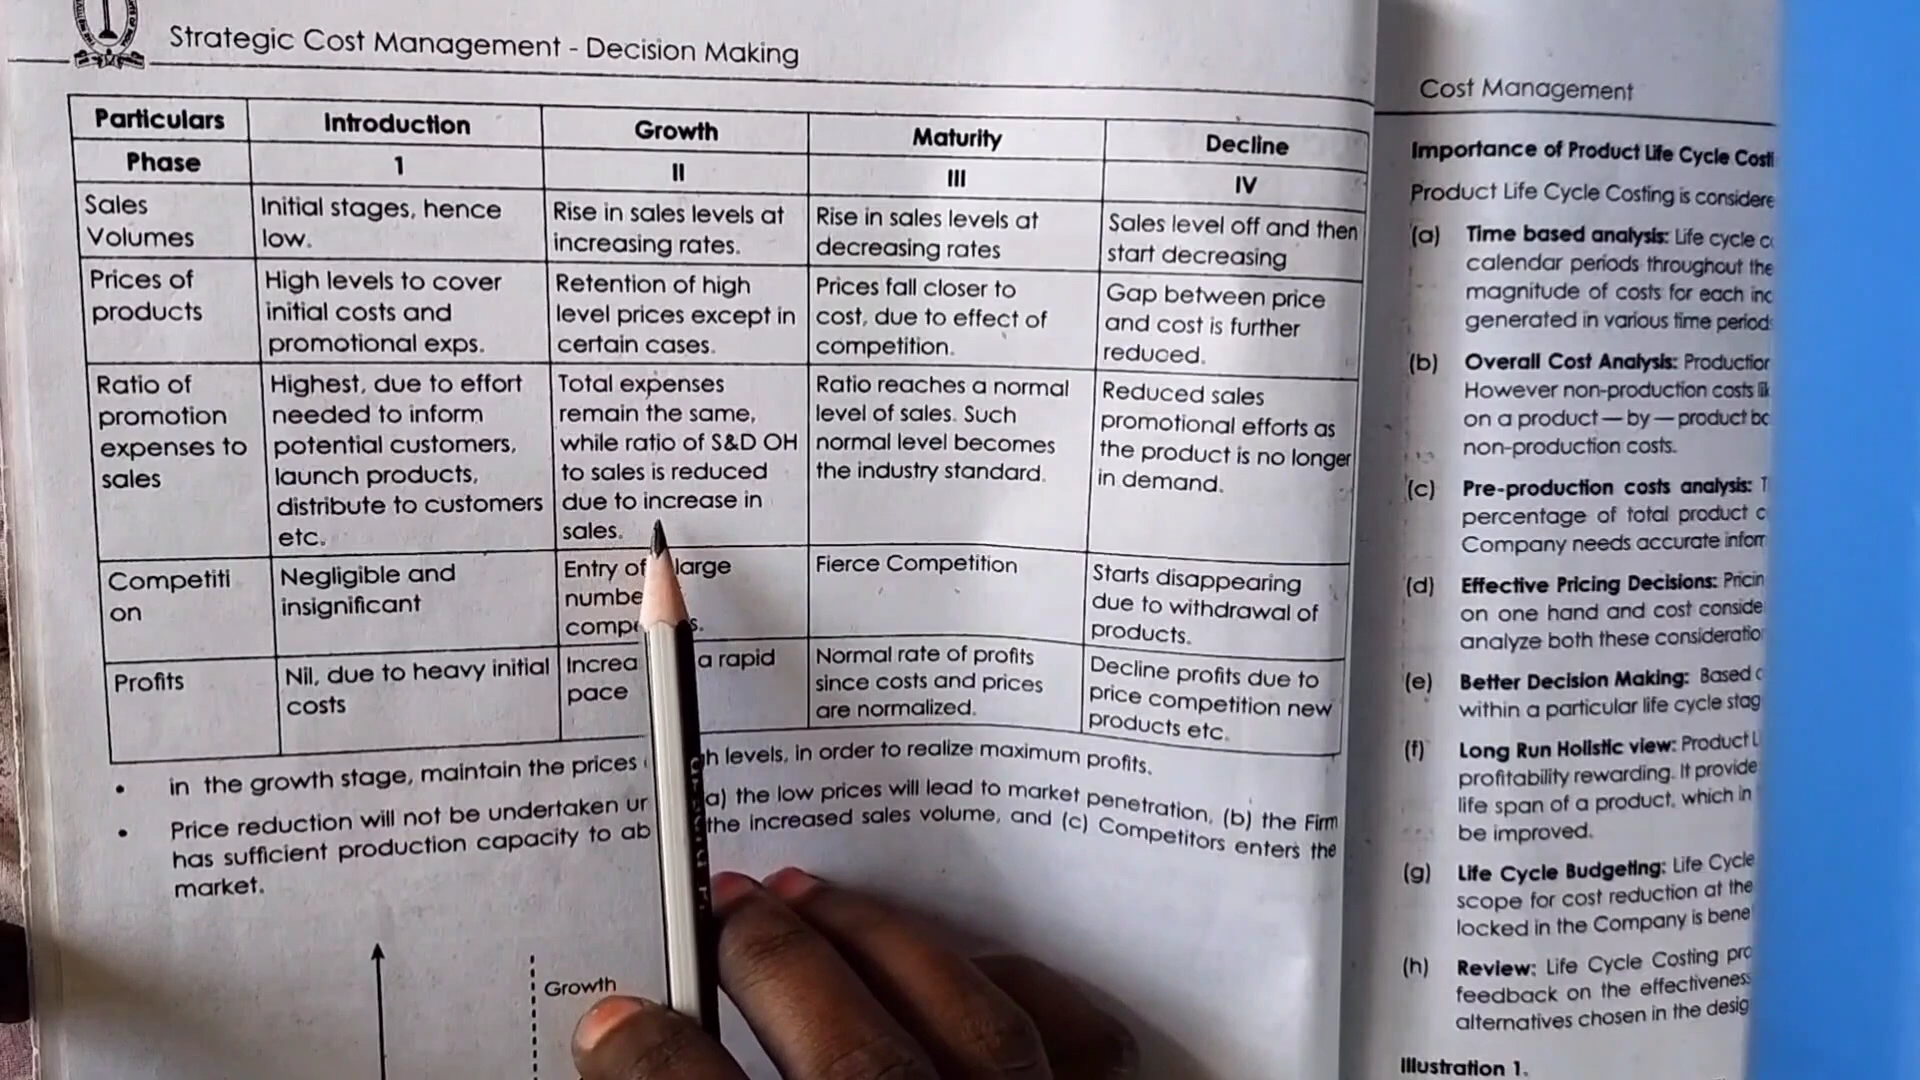 Strategic Cost Management - Decision Making
Particulars
Introduction
Growth
Maturity
Decline
Phase
1
II
III
IV
Sales
Volumes
Initial stages, hence
low.
Rise in sales levels at
increasing rates.
Rise in sales levels at
decreasing rates
Sales level off and then
start decreasing
Prices of
products
High levels to cover
initial costs and
promotional exps.
Retention of high
level prices except in
certain cases.
Prices fall closer to
cost, due to effect of
competition.
Gap between price
and cost is further
reduced.
Ratio of
promotion
expenses to
sales
Highest, due to effort
needed to inform
potential customers,
launch products,
distribute to customers
etc.
Total expenses
remain the same,
while ratio of S&D OH
to sales is reduced
due to increase in
sales.
Ratio reaches a normal
level of sales. Such
normal level becomes
the industry standard.
Reduced sales
promotional efforts as
the product is no longer
in demand.
Competiti
on
Negligible and
insignificant
Entry of large
Fierce Competition
Starts disappearing
due to withdrawal of
products.
Profits
Nil, due to heavy initial
costs
a rapid
pace
Normal rate of profits
since costs and prices
are normalized.
Decline profits due to
price competition new
products etc.
• in the growth stage, maintain the prices levels, in order to realize maximum profits.
• Price reduction will not be undertaken (a) the low prices will lead to market penetration, (b) the Firm
has sufficient production capacity to the increased sales volume, and (c) Competitors enters the
market.
Growth
Cost Management
Importance of Product Life Cycle
Product Life Cycle Costing is
(a) Time based analysis: Life cycle
calendar periods throughout the
magnitude of costs for each
generated in various time
(b) Overall Cost Analysis:
However non-production costs
on a product — by — product
non-production costs.
(c) Pre-production costs analysis:
percentage of total product
Company needs accurate
(d) Effective Pricing Decisions:
on one hand and cost
analyze both these
(e) Better Decision Making: Based
within a particular life cycle
(f) Long Run Holistic view: Product
profitability rewarding. It
life span of a product, which in
be improved.
(g) Life Cycle Budgeting: Life Cycle
scope for cost reduction at the
locked in the Company is
(h) Review: Life Cycle Costing
feedback on the
alternatives chosen in the
Illustration 1.